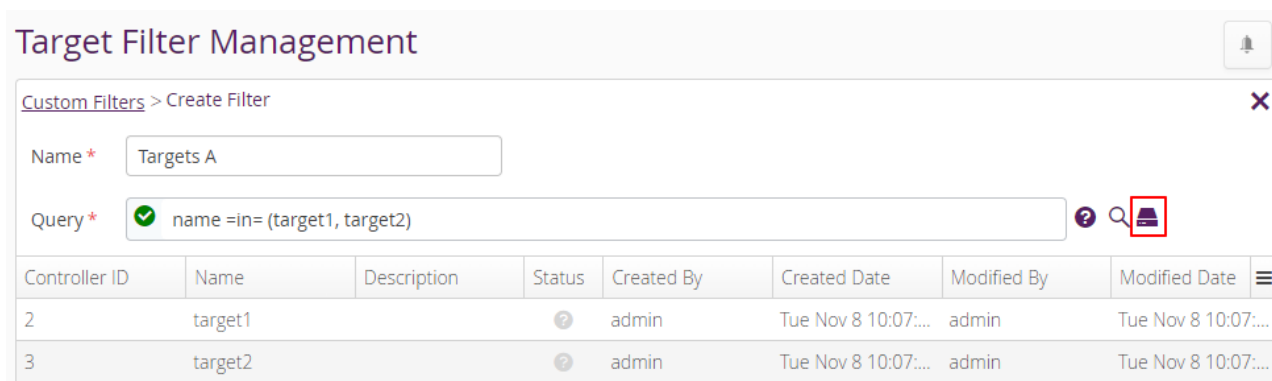 Target Filter Management
Custom Filters > Create Filter
Name * Targets A
Query * name =in= (target1, target2)
Controller ID Name Description Status Created By Created Date Modified By Modified Date
2 target1 admin Tue Nov 8 10:07:... admin Tue Nov 8 10:07:...
3 target2 admin Tue Nov 8 10:07:... admin Tue Nov 8 10:07:...